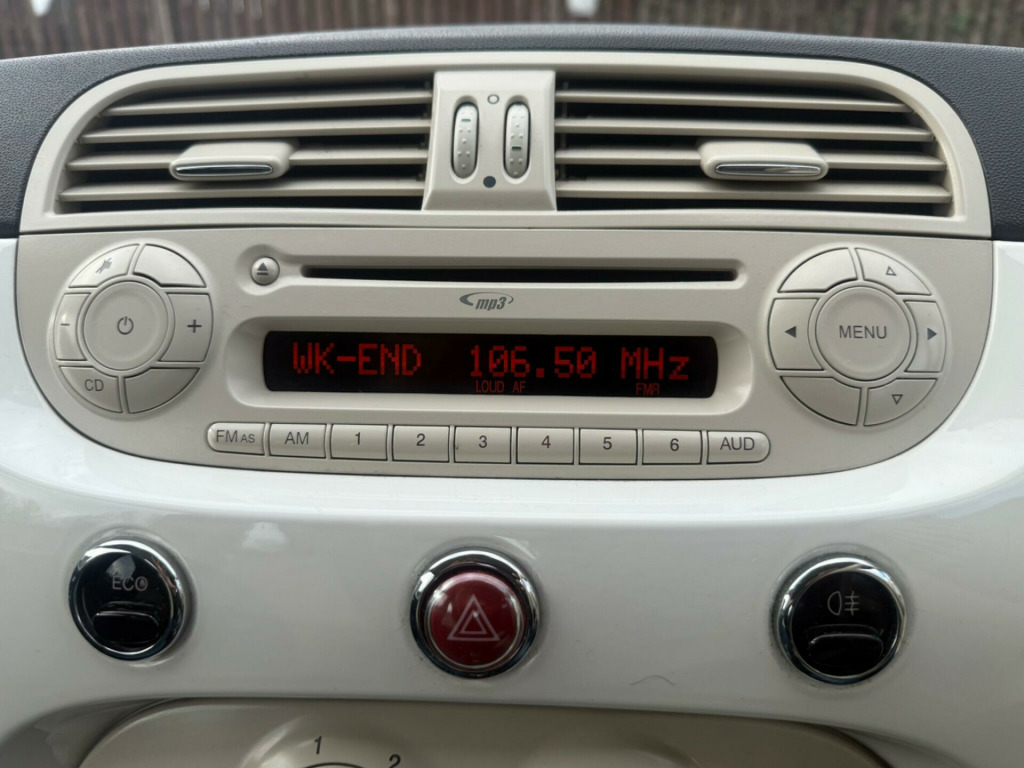 mp3
WK-END 106.50 MHz
LOUD AF FMR
- +
CD
MENU
FM AS AM 1 2 3 4 5 6 AUD
ECO
1 2